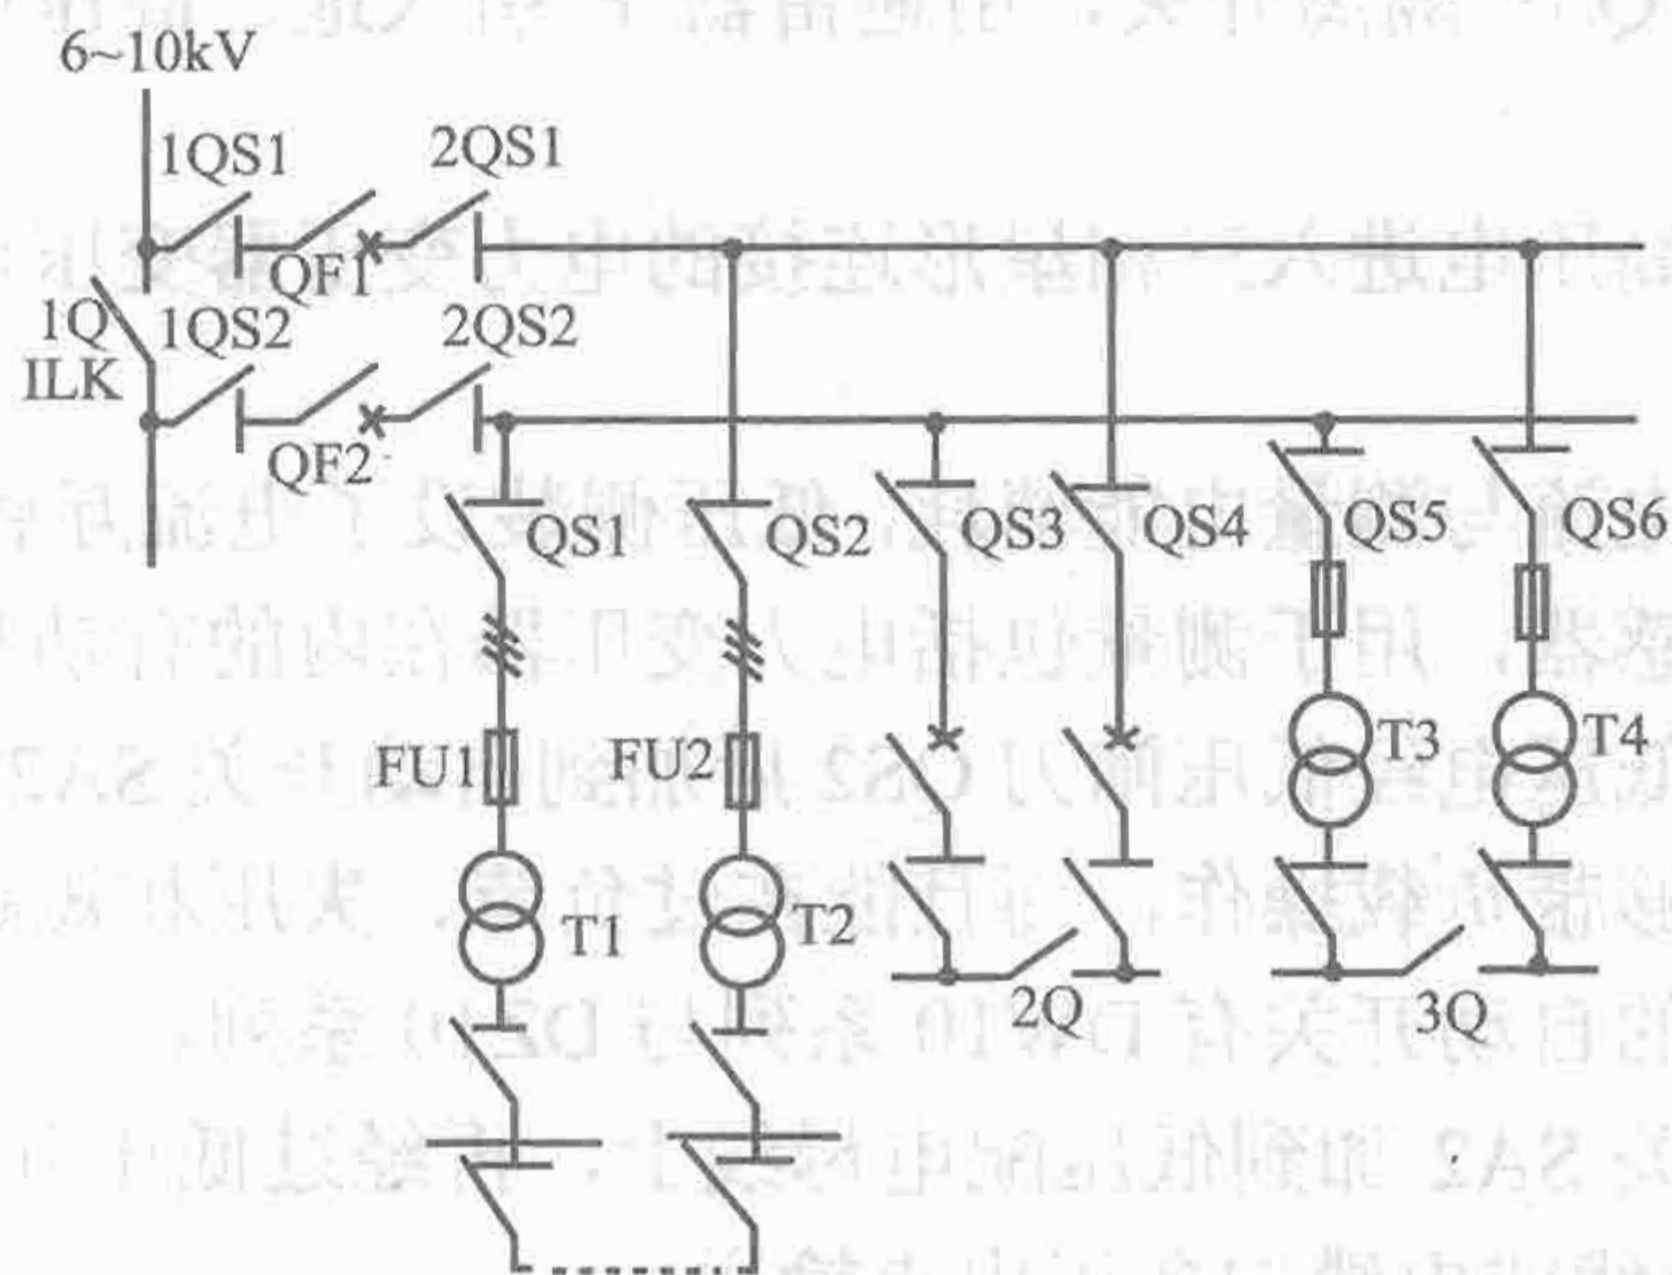 6~10kV
1QS1
2QS1
QF1
1Q
1QS2
2QS2
ILK
QF2
QS1
QS2
QS3
QS4
QS5
QS6
FU1
FU2
T3
T4
T1
T2
2Q
3Q